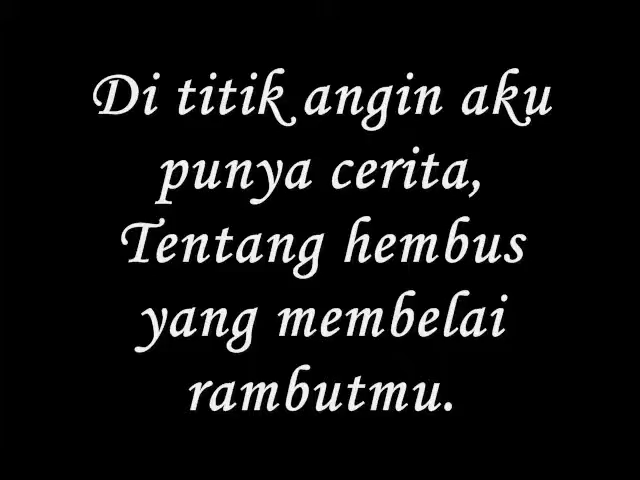 Di titik angin aku
punya cerita,
Tentang hembus
yang membelai
rambutmu.